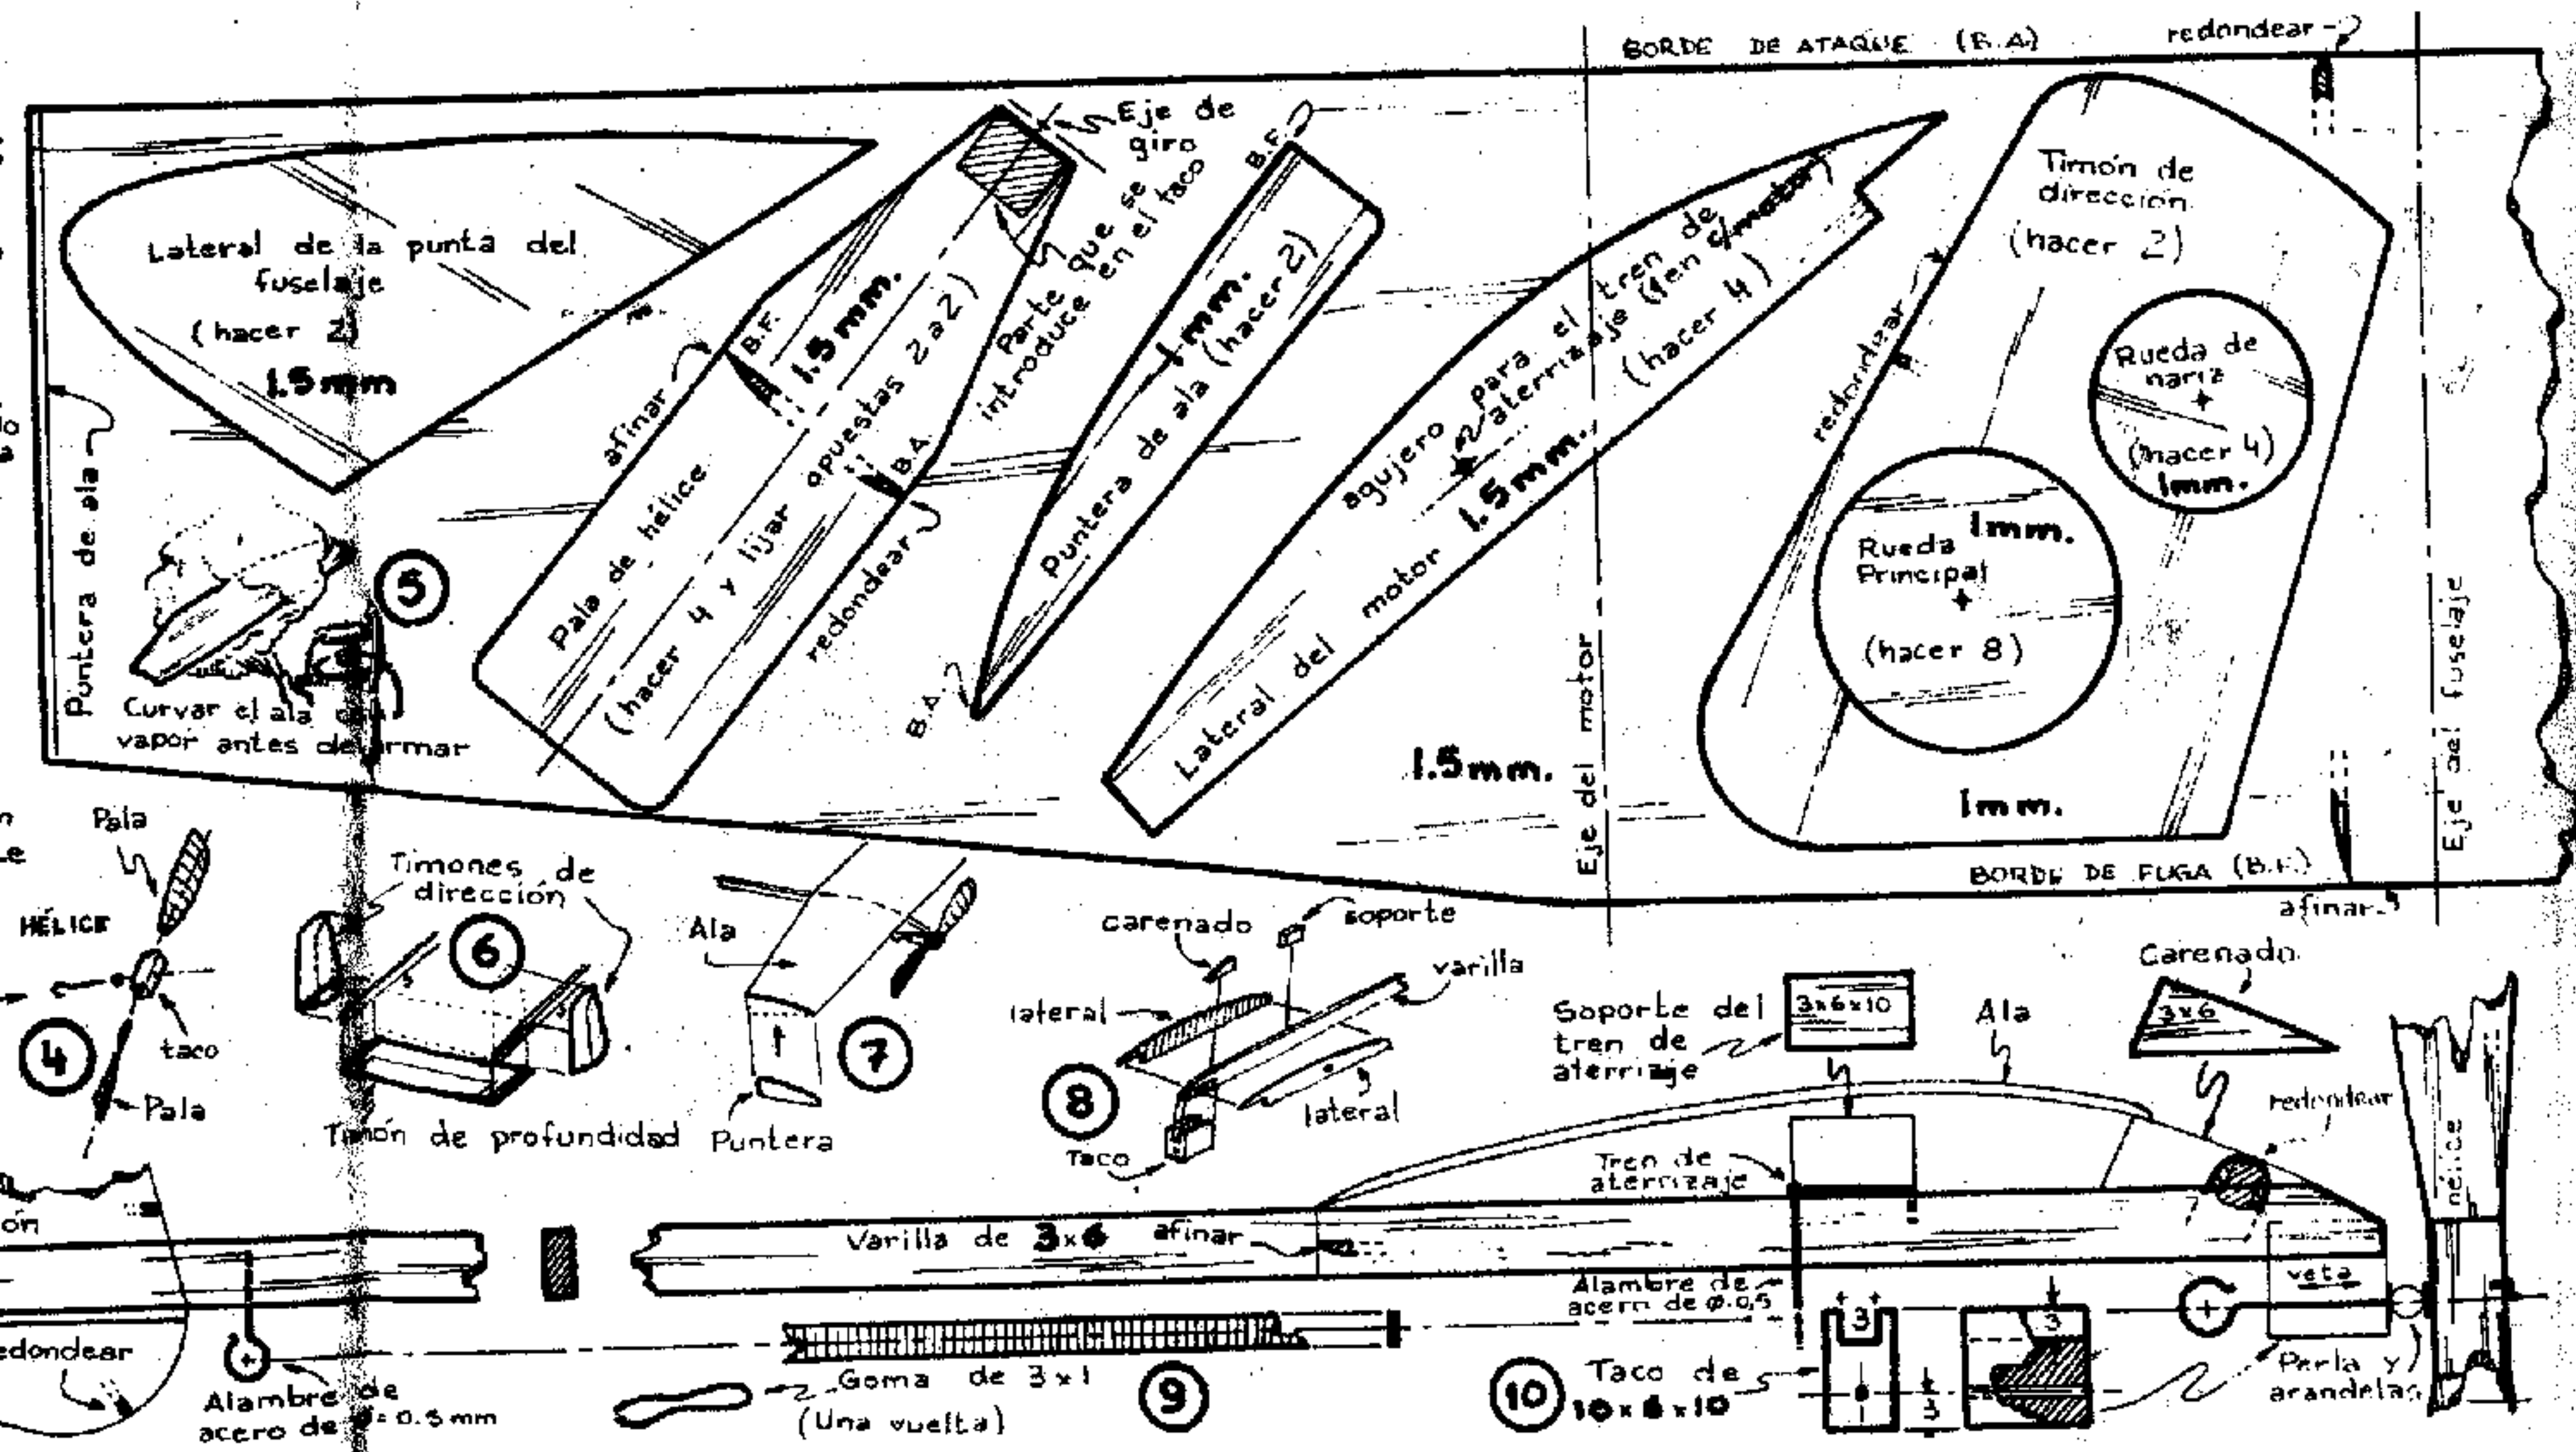 BORDE DE ATAQUE (B.A.)
redondear
Eje de
giro
B.F.
Lateral de la punta del
fuselaje
(hacer 2)
1.5mm
Puntera de ala
5
Curvar el ala con
vapor antes de armar
afinar
B.F.
1.5mm.
Pala de hélice
(hacer 4 y lijar opuestas 2a2)
B.A.
redondear
Parte que se
introduce en el taco
1mm.
Puntera de ala (hacer 2)
B.A.
agujero para el tren de
aterrizaje (1en c/motor)
1.5mm.
(hacer 4)
Lateral del motor
1.5mm.
Eje del motor
Timón de
dirección
(hacer 2)
redondear
Rueda de
nariz
(hacer 4)
1mm.
1mm.
Rueda
Principal
(hacer 8)
1mm.
Eje del fuselaje
BORDE DE FUGA (B.F.)
afinar
Pala
HÉLICE
4
taco
Pala
Timones de
dirección
6
Timón de profundidad
Ala
7
Puntera
carenado
soporte
lateral
varilla
8
lateral
Taco
Soporte del
tren de
aterrizaje
3x6x10
Ala
Carenado
3x6
redondear
hélice
Tren de
aterrizaje
ón
Varilla de 3x6
afinar
Alambre de
acero de ø.0,5
3
3
veta
redondear
Alambre de
acero de ø=0.5mm
Goma de 3x1
(Una vuelta)
9
10
Taco de
10x6x10
3
Perla y
arandelas